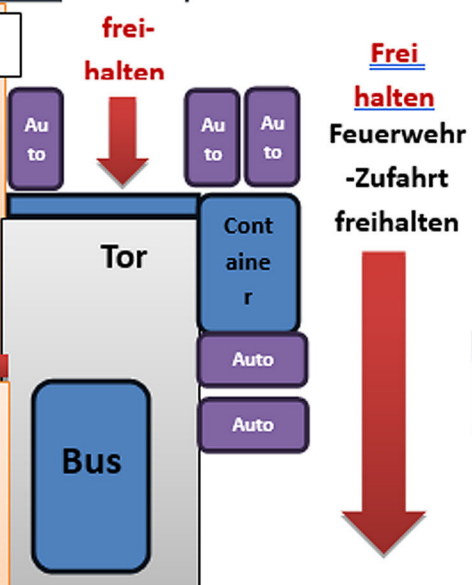 frei-
halten
Frei
halten
Feuerwehr
-Zufahrt
freihalten
Au
to
Au
to
Au
to
Tor
Cont
aine
r
Auto
Auto
Bus